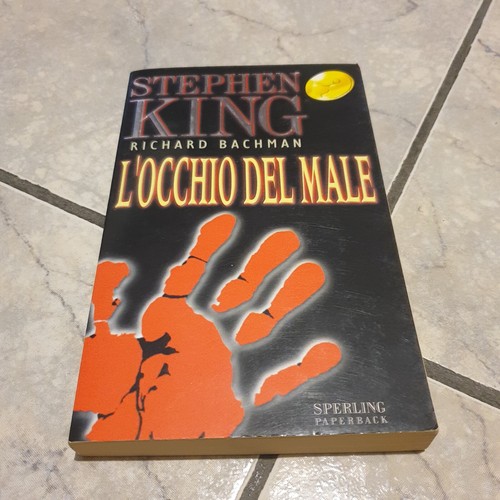 STEPHEN
KING
RICHARD BACHMAN
L'OCCHIO DEL MALE
SPERLING
PAPERBACK